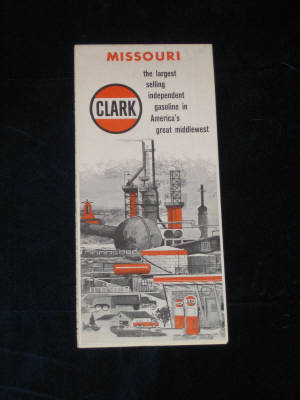 MISSOURI
the largest
selling
independent
gasoline in
America's
great middlewest
CLARK